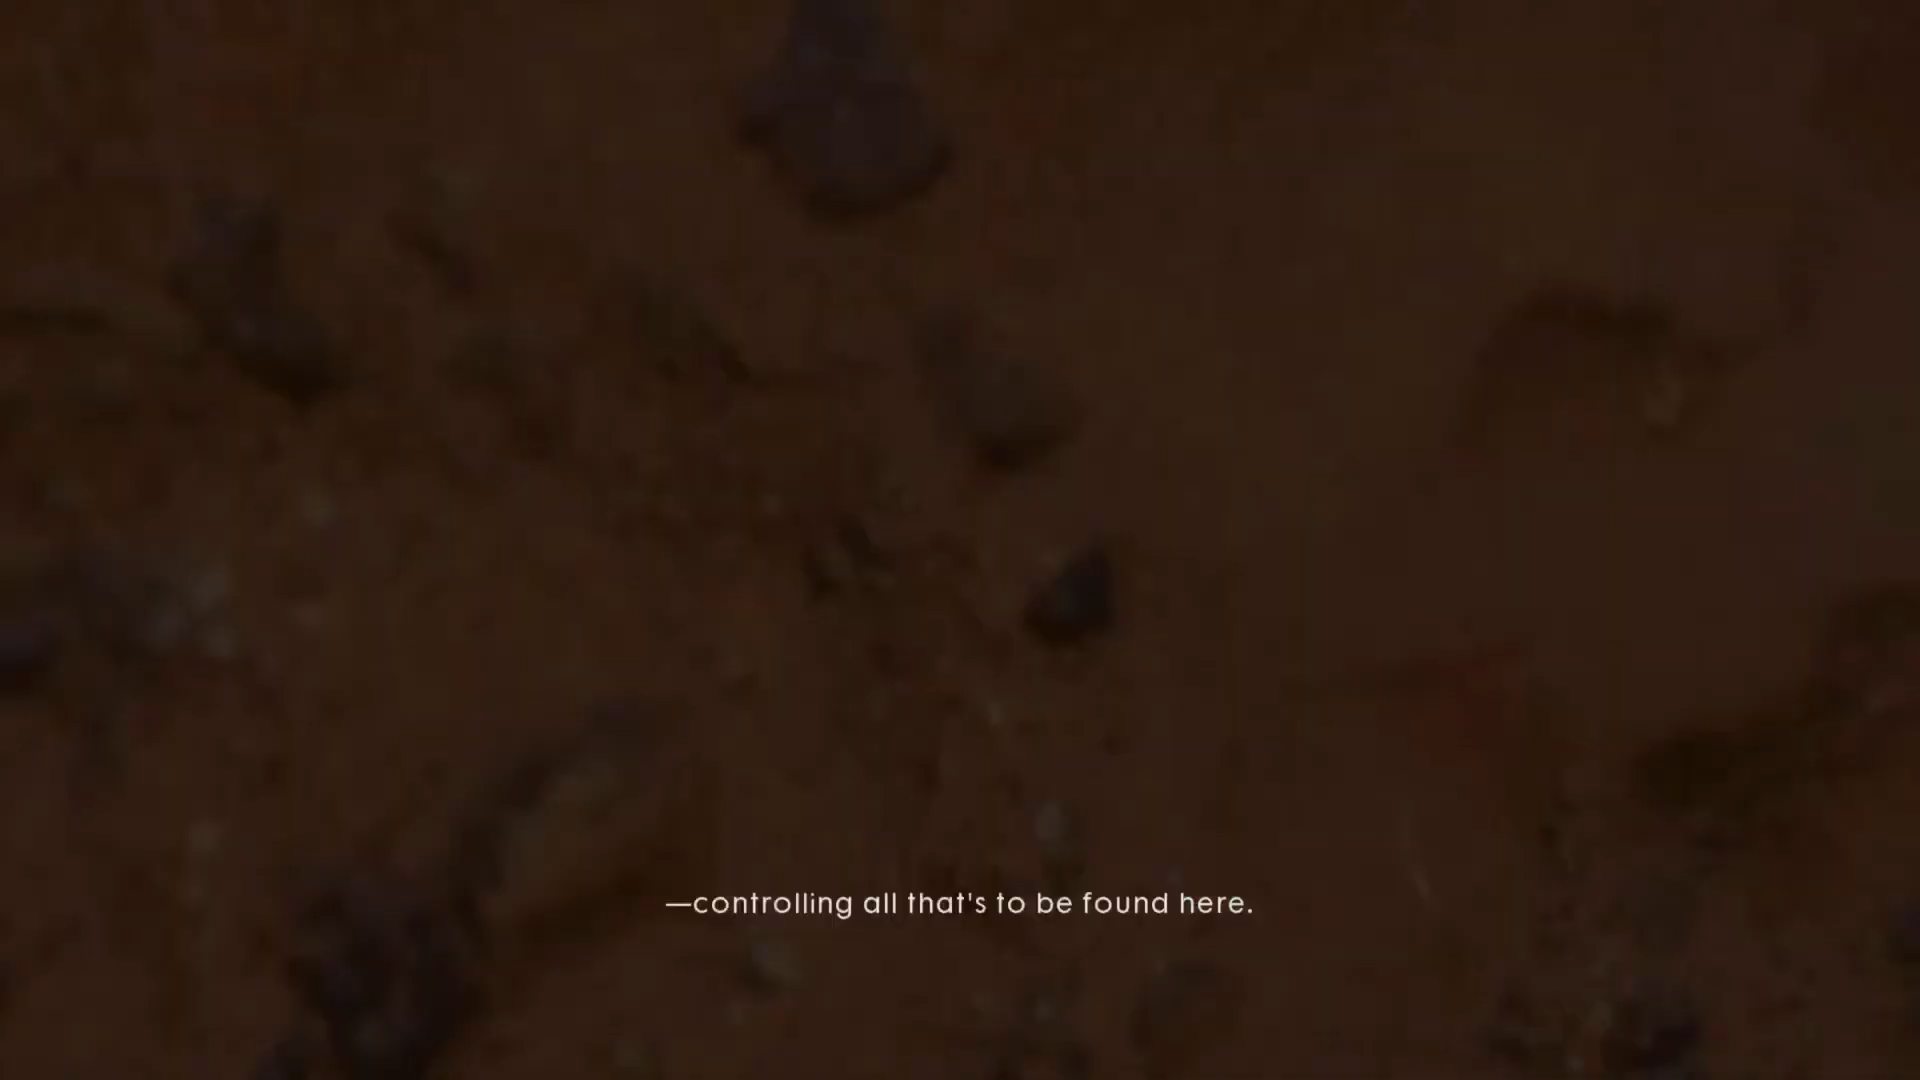 —controlling all that's to be found here.